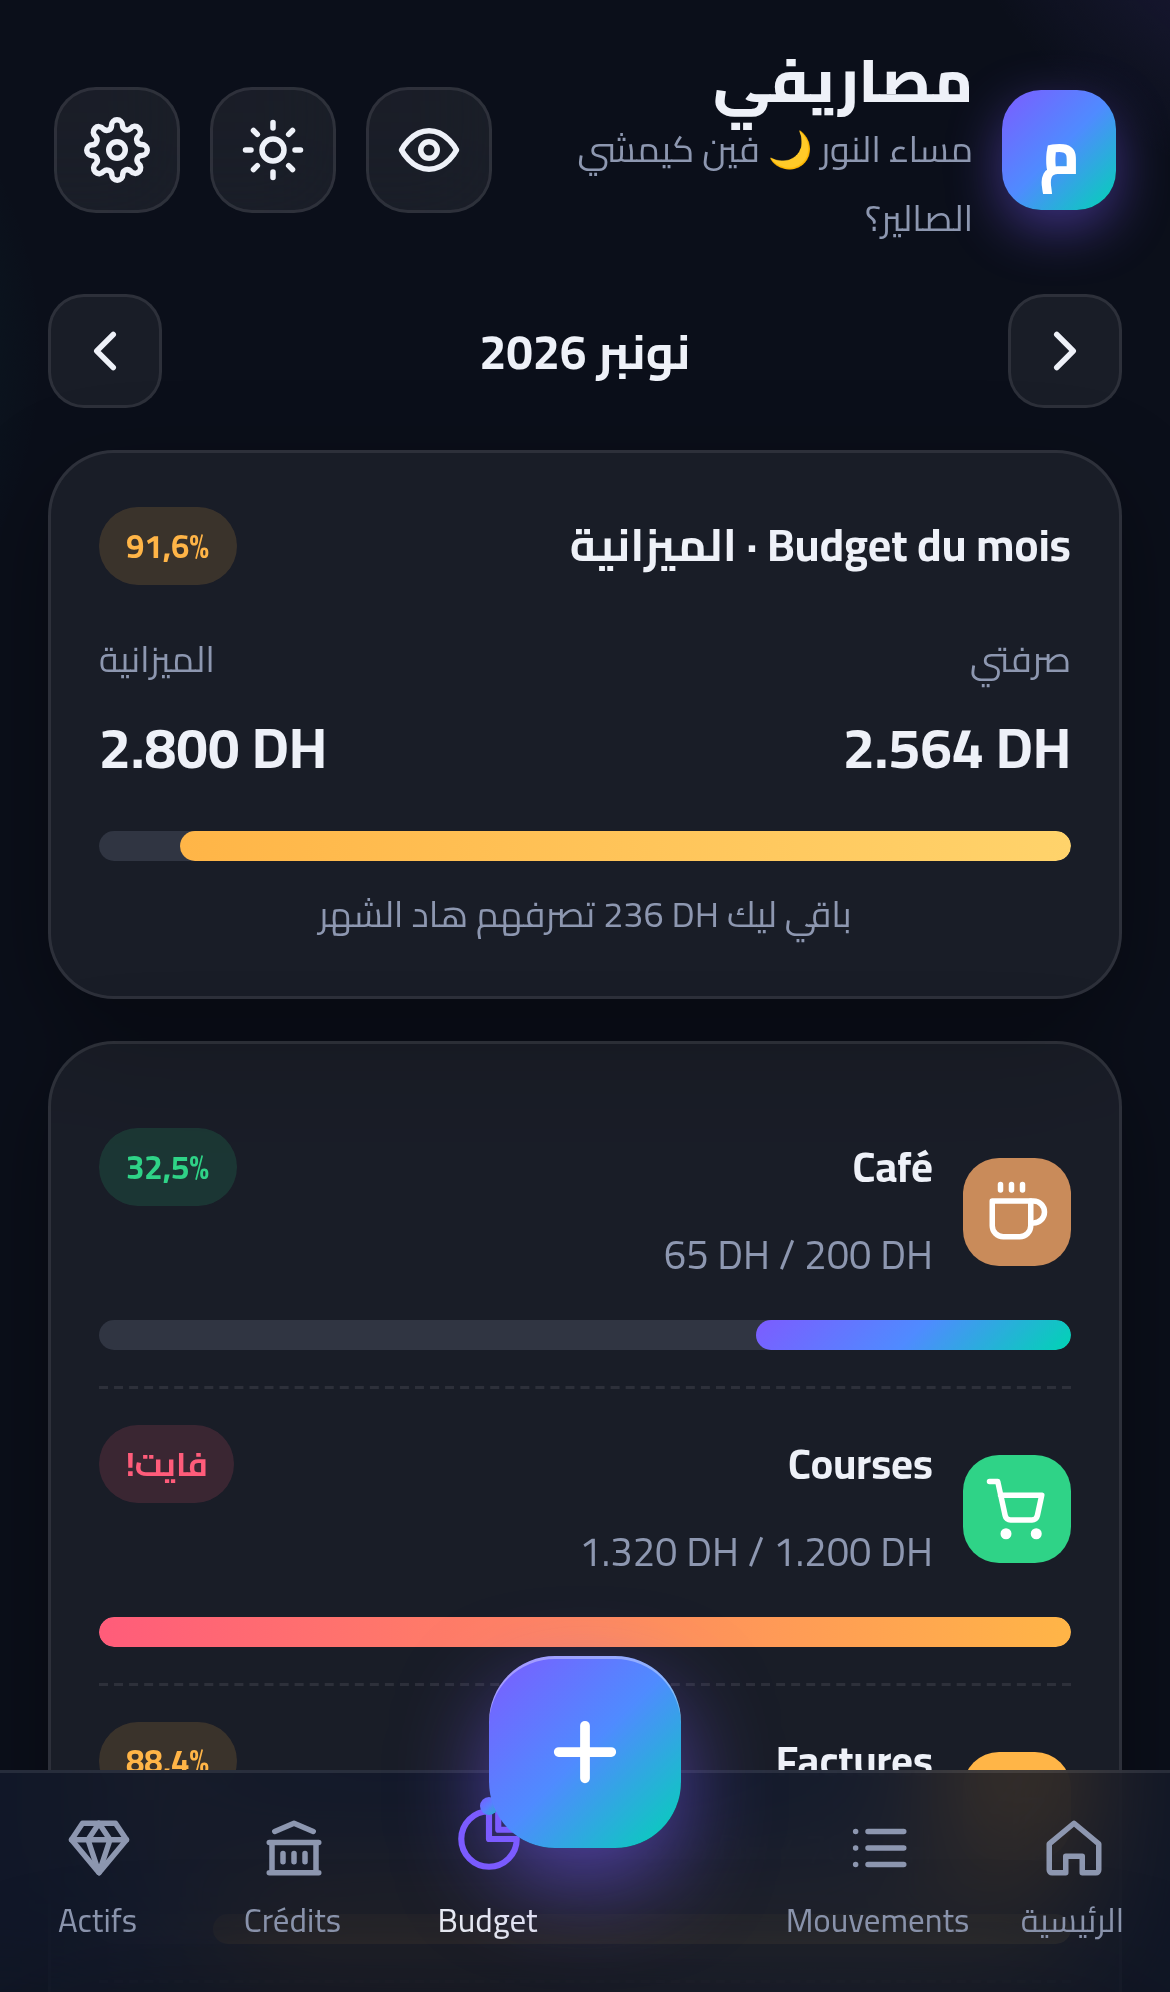 م
مصاريفي
مساء النور 🌙 فين كيمشي
الصالير؟
نونبر 2026
Budget du mois · الميزانية
91,6%
صرفتي
الميزانية
2.564 DH
2.800 DH
باقي ليك 236 DH تصرفهم هاد الشهر
Café
32,5%
65 DH / 200 DH
Courses
فايت!
1.320 DH / 1.200 DH
Factures
88,4%
الرئيسية
Mouvements
Budget
Crédits
Actifs